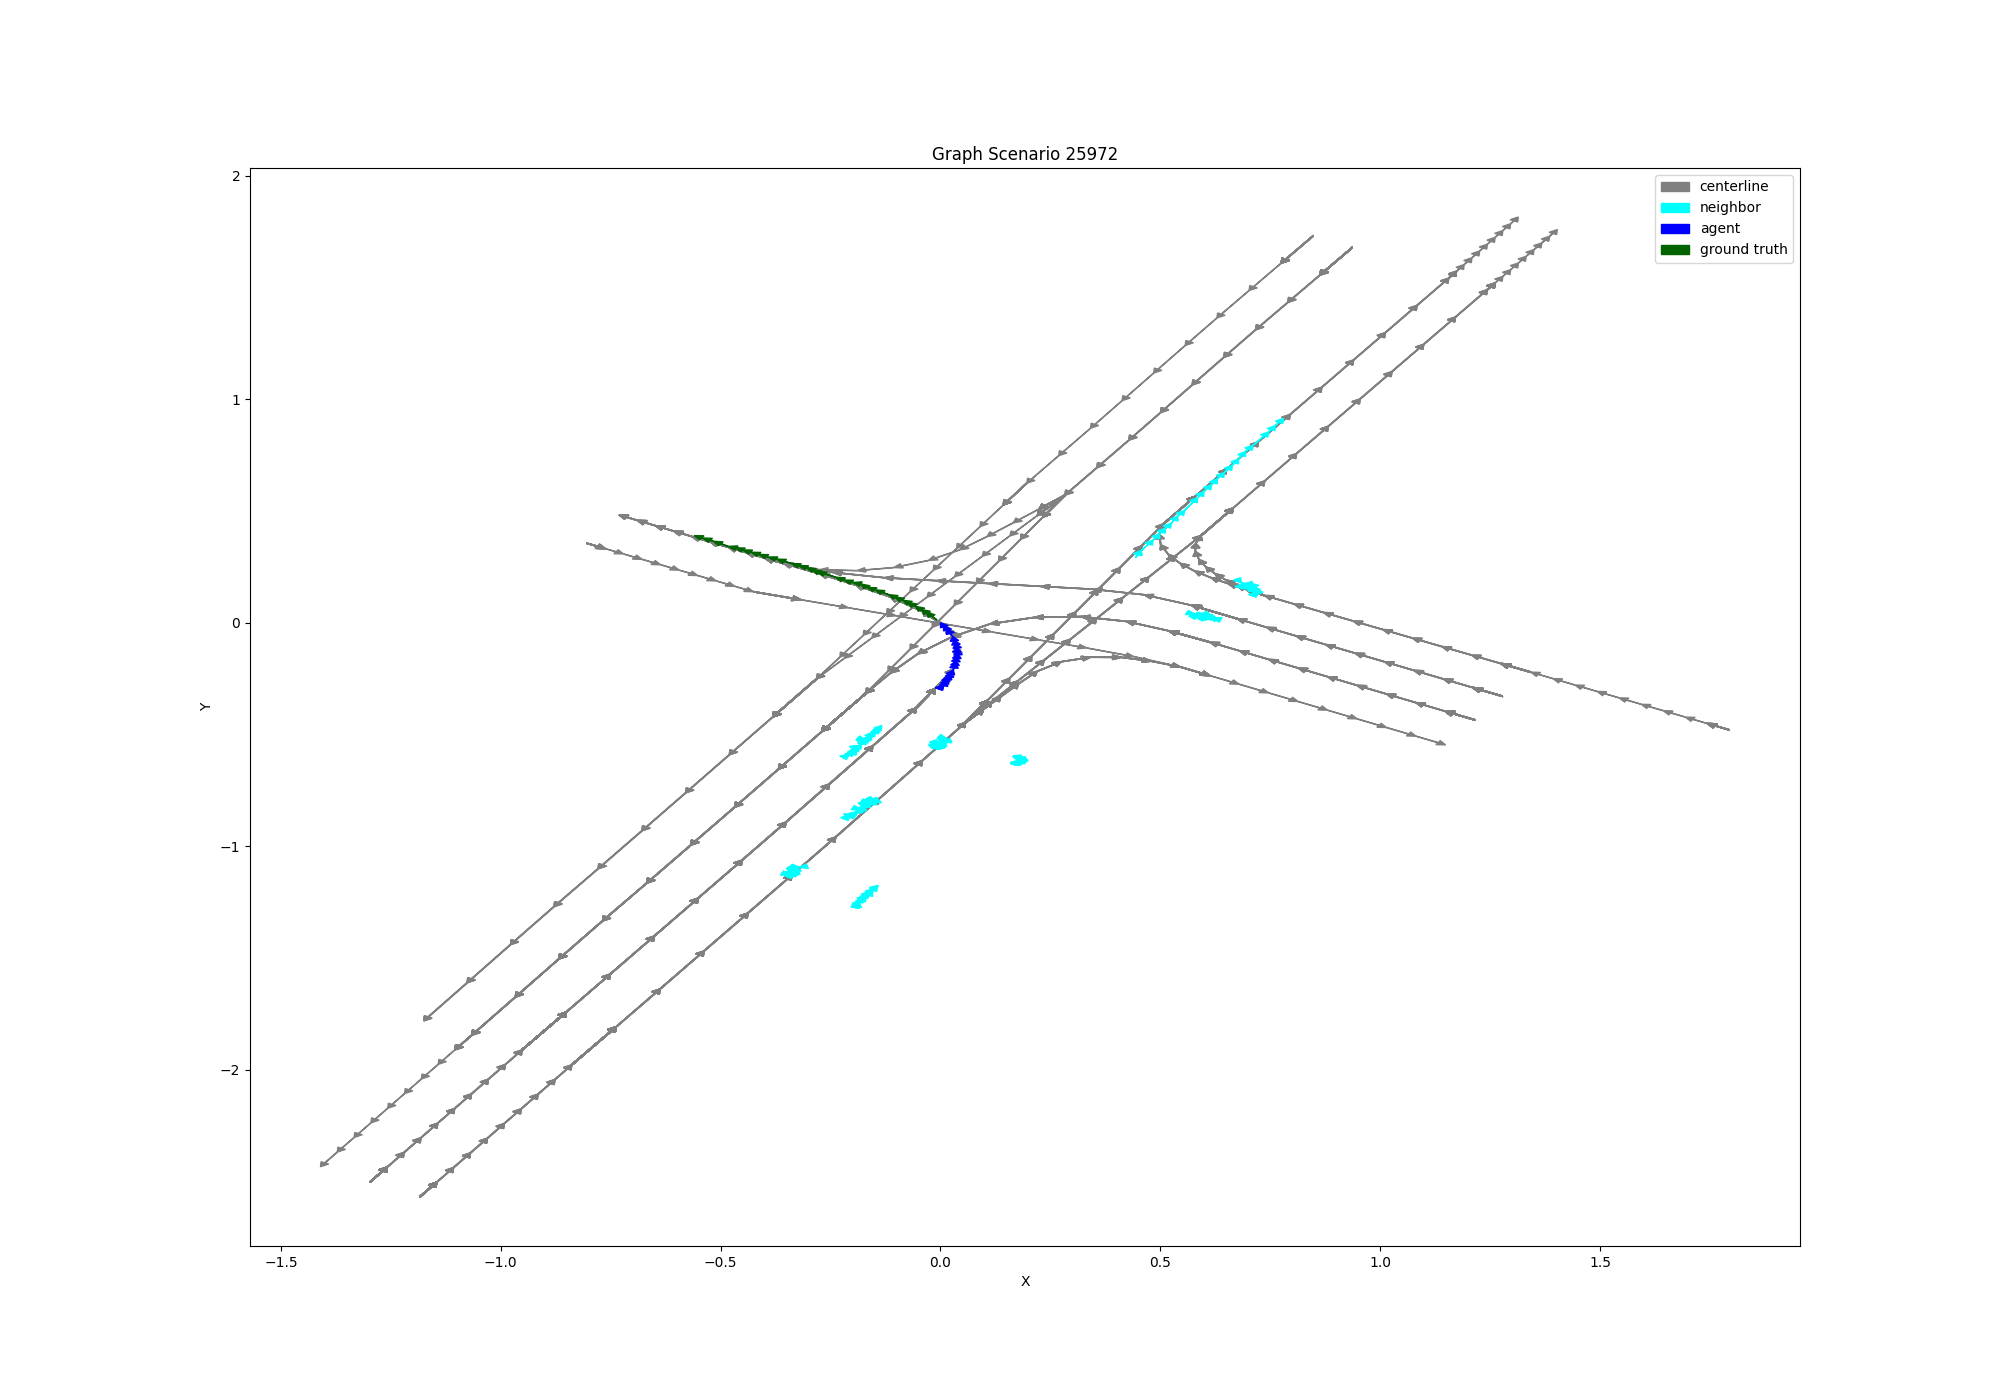 Graph Scenario 25972
centerline
neighbor
agent
ground truth
2
1
0
−1
−2
Y
−1.5 −1.0 −0.5 0.0 0.5 1.0 1.5
X